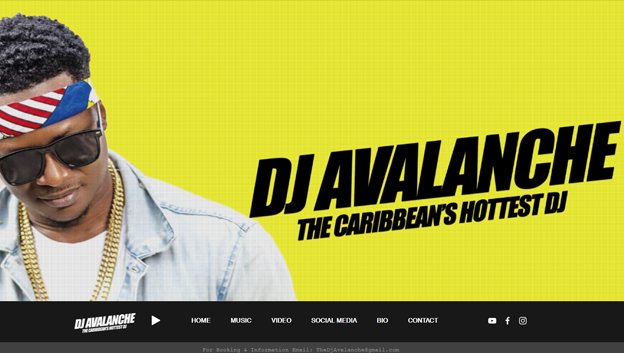 DJ AVALANCHE
THE CARIBBEAN'S HOTTEST DJ
DJ AVALANCHE
THE CARIBBEAN'S HOTTEST DJ
HOME MUSIC VIDEO SOCIAL MEDIA BIO CONTACT
For Booking & Information Email: TheDjAvalanche@gmail.com